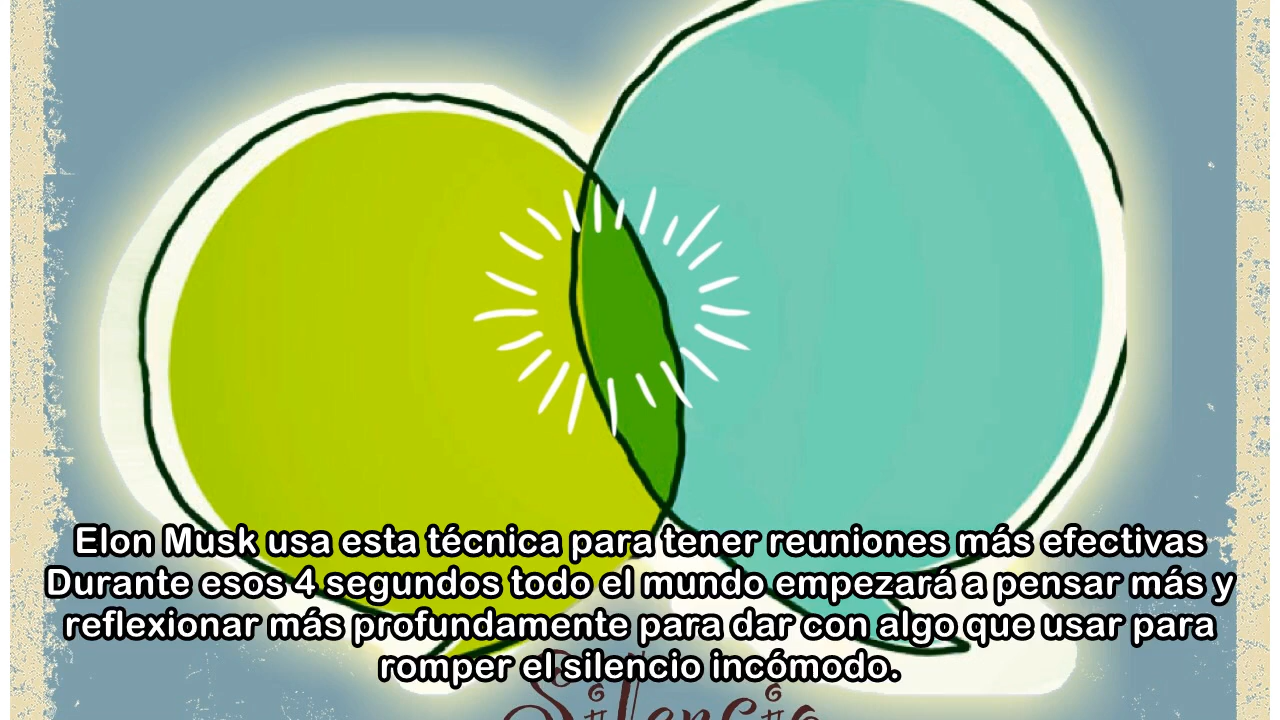 Elon Musk usa esta técnica para tener reuniones más efectivas
Durante esos 4 segundos todo el mundo empezará a pensar más y
reflexionar más profundamente para dar con algo que usar para
romper el silencio incómodo.
Silencio